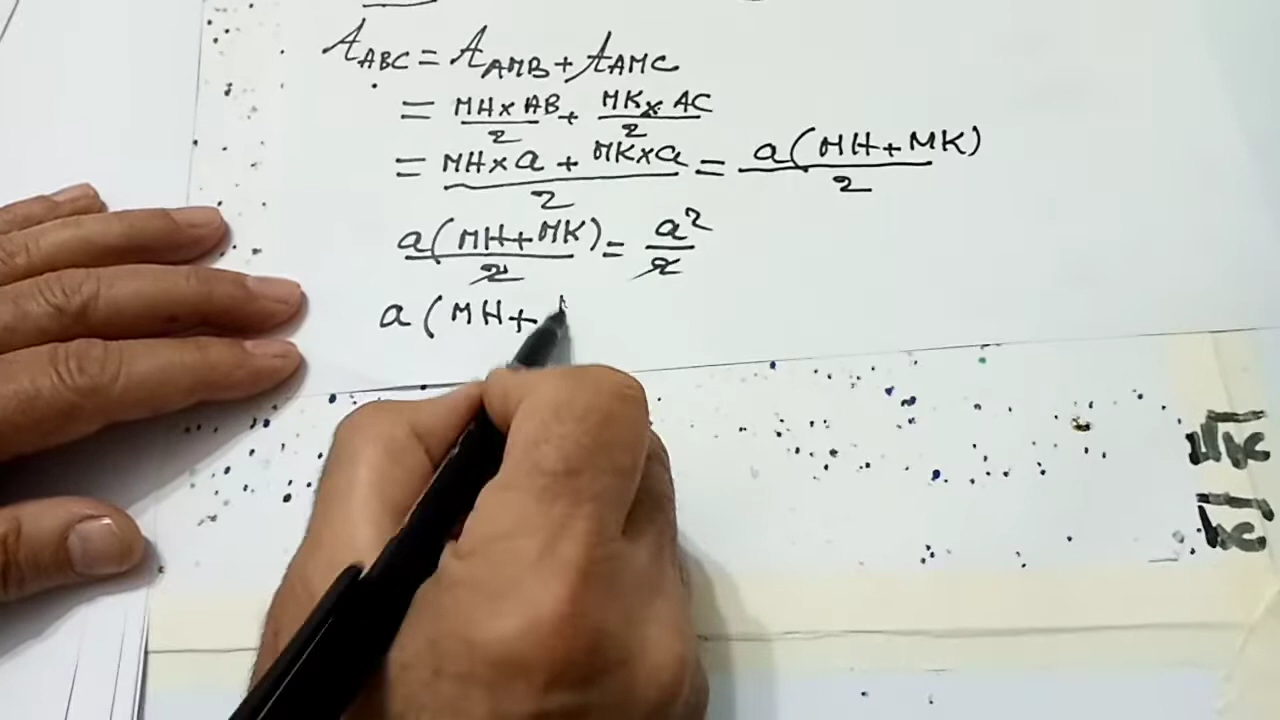 A_ABC = A_AMB + A_AMC
= MH×AB/2 + MK×AC/2
= MH×a + MK×a/2 = a(MH+MK)/2
a(MH+MK)/2 = a²/2
a(MH+